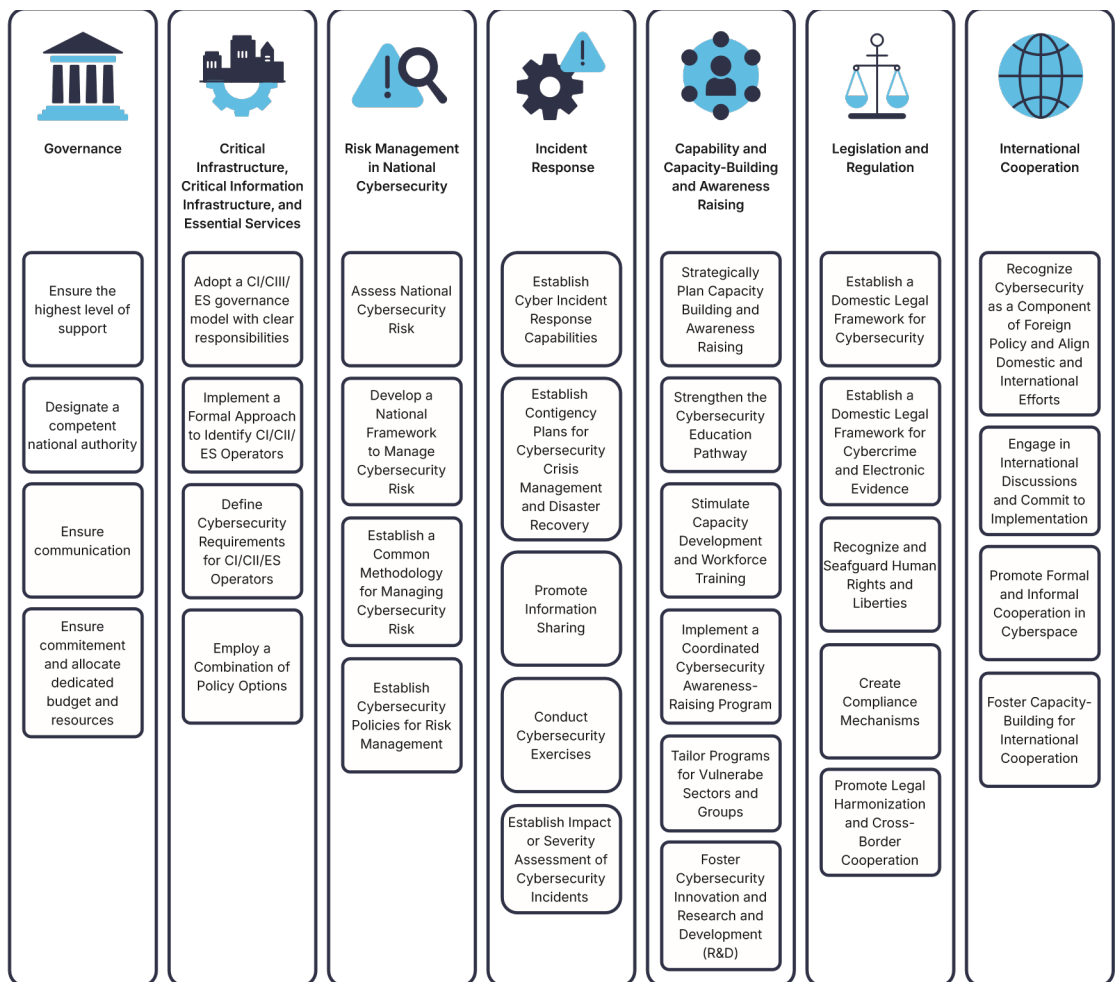 Governance
Critical
Infrastructure,
Critical Information
Infrastructure, and
Essential Services
Risk Management
in National
Cybersecurity
Incident
Response
Capability and
Capacity-Building
and Awareness
Raising
Legislation and
Regulation
International
Cooperation
Ensure the
highest level of
support
Designate a
competent
national authority
Ensure
communication
Ensure
commitement
and allocate
dedicated
budget and
resources
Adopt a CI/CIII/
ES governance
model with clear
responsibilities
Implement a
Formal Approach
to Identify CI/CII/
ES Operators
Define
Cybersecurity
Requirements
for CI/CII/ES
Operators
Employ a
Combination of
Policy Options
Assess National
Cybersecurity
Risk
Develop a
National
Framework
to Manage
Cybersecurity
Risk
Establish a
Common
Methodology
for Managing
Cybersecurity
Risk
Establish
Cybersecurity
Policies for Risk
Management
Establish
Cyber Incident
Response
Capabilities
Establish
Contigency
Plans for
Cybersecurity
Crisis
Management
and Disaster
Recovery
Promote
Information
Sharing
Conduct
Cybersecurity
Exercises
Establish Impact
or Severity
Assessment of
Cybersecurity
Incidents
Strategically
Plan Capacity
Building and
Awareness
Raising
Strengthen the
Cybersecurity
Education
Pathway
Stimulate
Capacity
Development
and Workforce
Training
Implement a
Coordinated
Cybersecurity
Awareness-
Raising Program
Tailor Programs
for Vulnerabe
Sectors and
Groups
Foster
Cybersecurity
Innovation and
Research and
Development
(R&D)
Establish a
Domestic Legal
Framework for
Cybersecurity
Establish a
Domestic Legal
Framework for
Cybercrime
and Electronic
Evidence
Recognize and
Seafguard Human
Rights and
Liberties
Create
Compliance
Mechanisms
Promote Legal
Harmonization
and Cross-
Border
Cooperation
Recognize
Cybersecurity
as a Component
of Foreign
Policy and Align
Domestic and
International
Efforts
Engage in
International
Discussions
and Commit to
Implementation
Promote Formal
and Informal
Cooperation in
Cyberspace
Foster Capacity-
Building for
International
Cooperation